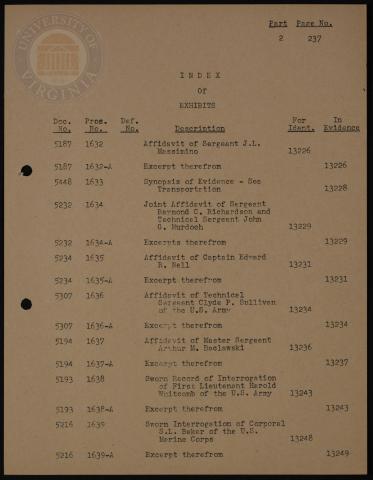 UNIVERSITY OF VIRGINIA
Part Page No.
2 237
INDEX
Of
EXHIBITS
Doc. Pros. Def. For In
No. No. No. Description Ident. Evidence
5187 1632 Affidavit of Sergeant J.L.
Massimino 13226
5187 1632-A Excerpt therefrom 13226
5448 1633 Synopsis of Evidence - Sea
Transportation 13228
5232 1634 Joint Affidavit of Sergeant
Raymond C. Richardson and
Technical Sergeant John
G. Murdoch 13229
5232 1634-A Excerpts therefrom 13229
5234 1635 Affidavit of Captain Edward
R. Nell 13231
5234 1635-A Excerpt therefrom 13231
5307 1636 Affidavit of Technical
Sergeant Clyde P. Sullivan
of the U.S. Army 13234
5307 1636-A Excerpt therefrom 13234
5194 1637 Affidavit of Master Sergeant
Arthur M. Baclawski 13236
5194 1637-A Excerpt therefrom 13237
5193 1638 Sworn Record of Interrogation
of First Lieutenant Harold
Whitcomb of the U.S. Army 13243
5193 1638-A Excerpt therefrom 13243
5216 1639 Sworn Interrogation of Corporal
S.L. Baker of the U.S.
Marine Corps 13248
5216 1639-A Excerpt therefrom 13249